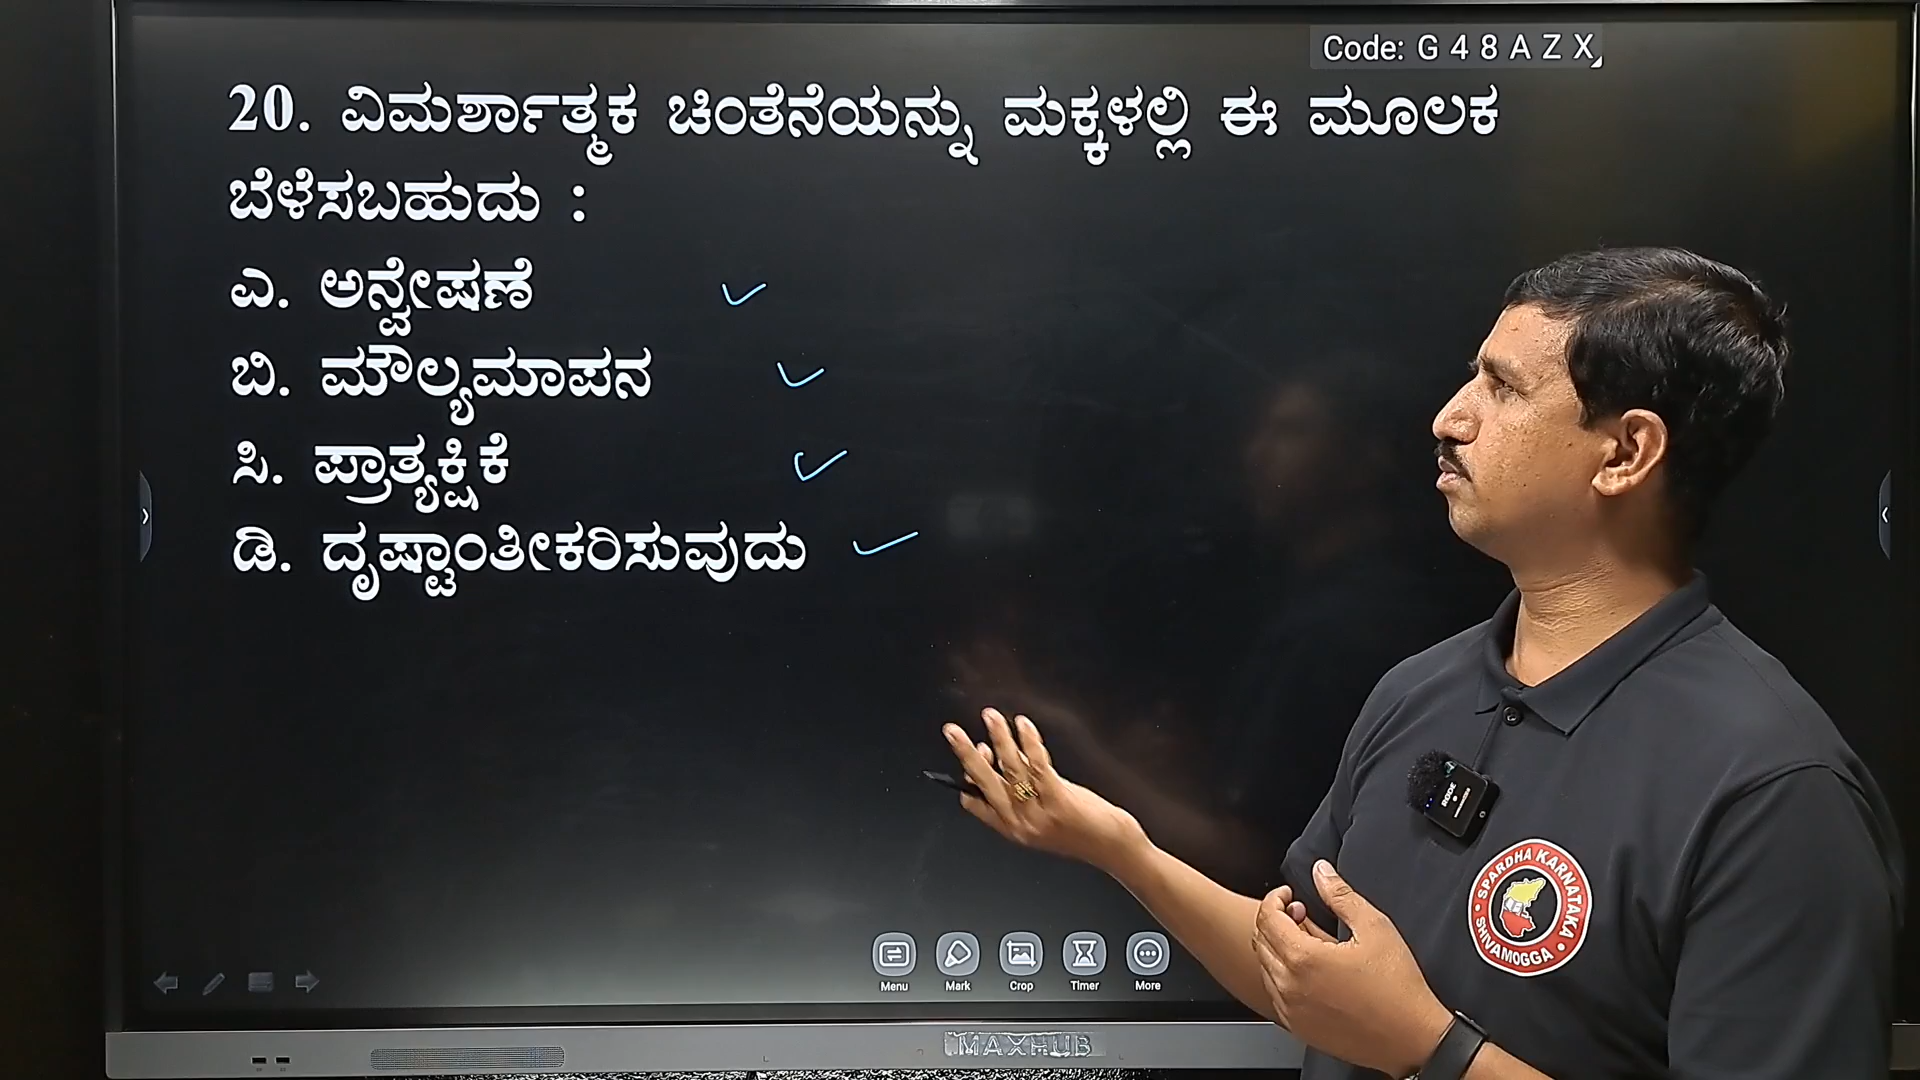 Code: G 4 8 A Z X
20. ವಿಮರ್ಶಾತ್ಮಕ ಚಿಂತೆನೆಯನ್ನು ಮಕ್ಕಳಲ್ಲಿ ಈ ಮೂಲಕ
ಬೆಳೆಸಬಹುದು :
ಎ. ಅನ್ವೇಷಣೆ
ಬಿ. ಮೌಲ್ಯಮಾಪನ
ಸಿ. ಪ್ರಾತ್ಯಕ್ಷಿಕೆ
ಡಿ. ದೃಷ್ಟಾಂತೀಕರಿಸುವುದು
RODE
SPARDHA KARNATAKA
SHIVAMOGGA
Menu Mark Crop Timer More
MAXHUB